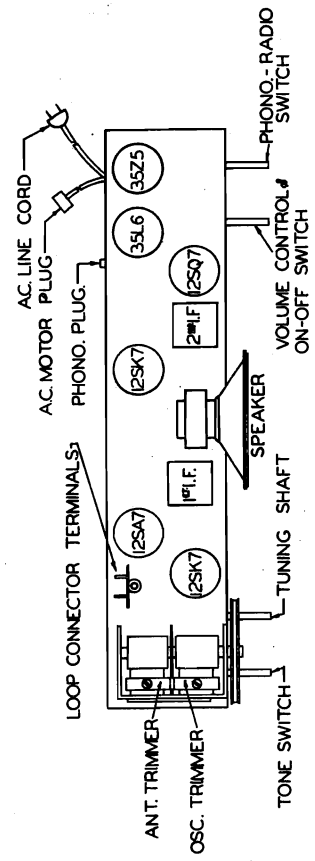 A.C. LINE CORD
A.C. MOTOR PLUG
PHONO. PLUG.
LOOP CONNECTOR TERMINALS
35Z5
35L6
12SQ7
2ND I.F
12SK7
1ST I.F.
12SA7
12SK7
ANT. TRIMMER
OSC. TRIMMER
TONE SWITCH
TUNING SHAFT
SPEAKER
VOLUME CONTROL &
ON-OFF SWITCH
PHONO.-RADIO
SWITCH